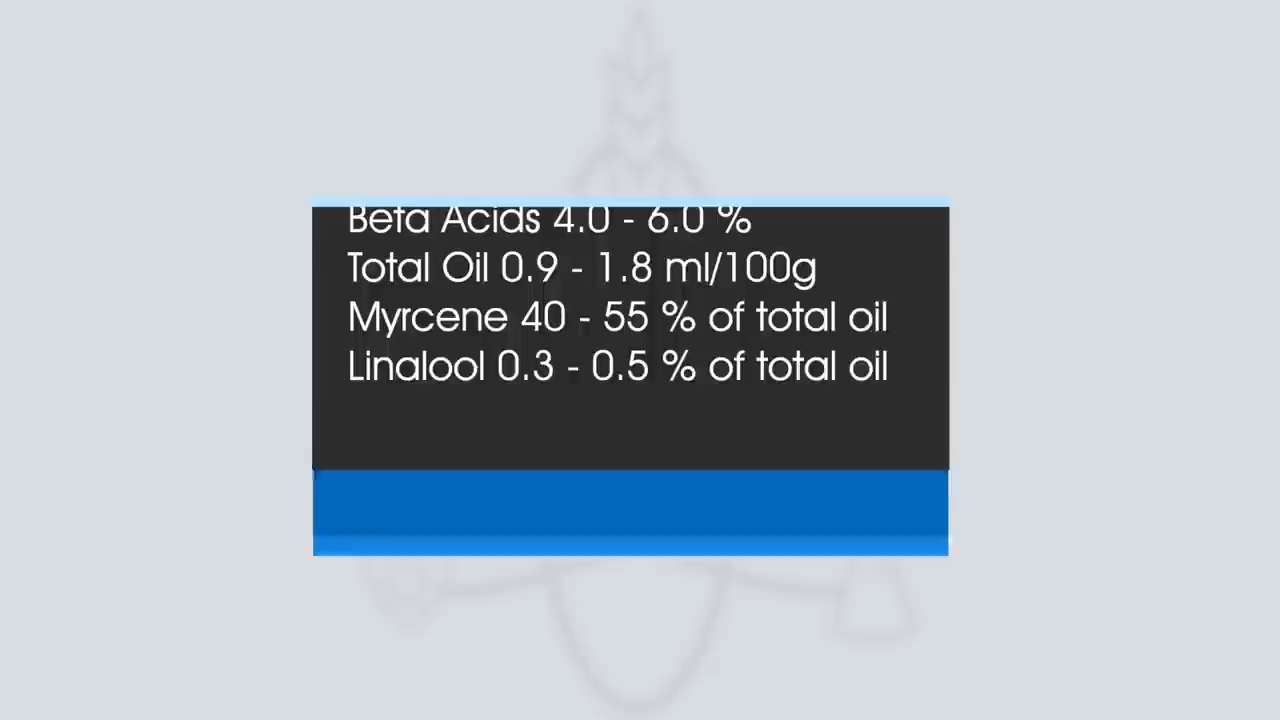 Beta Acids 4.0 - 6.0 %
Total Oil 0.9 - 1.8 ml/100g
Myrcene 40 - 55 % of total oil
Linalool 0.3 - 0.5 % of total oil